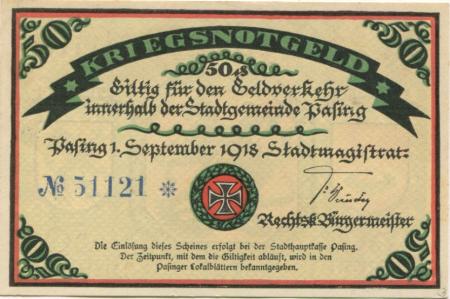 50 50
KRIEGSNOTGELD
50 ₰
Giltig für den Geldverkehr
innerhalb der Stadtgemeinde Pasing
Pasing 1. September 1918 Stadtmagistrat:
№ 51121 *
Rechtsk. Bürgermeister
Die Einlösung dieses Scheines erfolgt bei der Stadthauptkasse Pasing.
Der Zeitpunkt, mit dem die Giltigkeit abläuft, wird in den
Pasinger Lokalblättern bekanntgegeben.
50 50